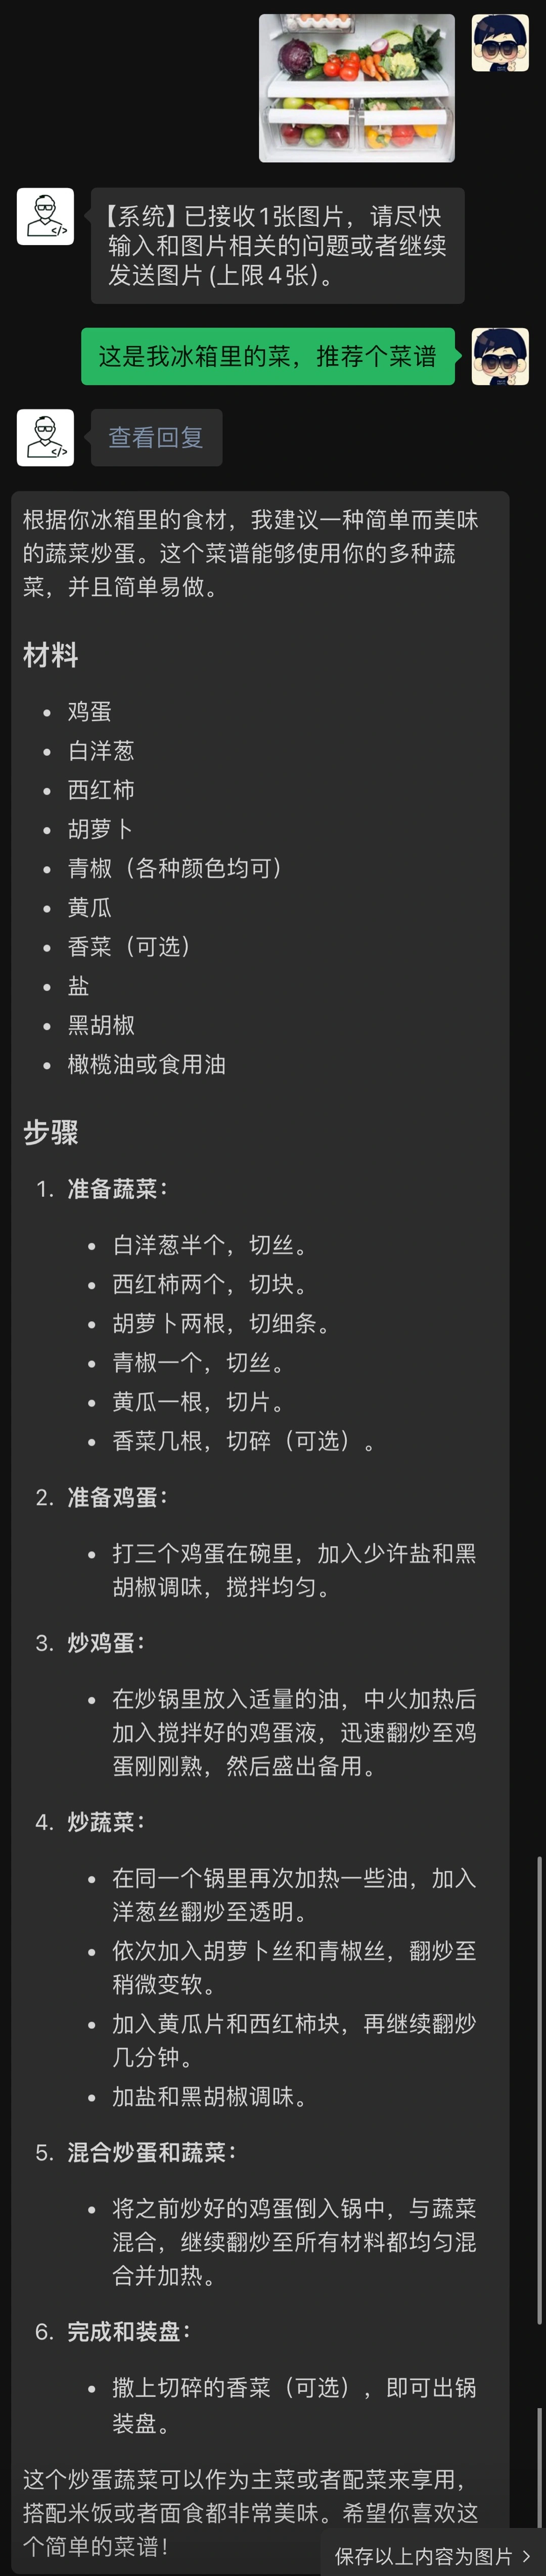 【系统】已接收1张图片，请尽快
输入和图片相关的问题或者继续
发送图片(上限4张)。
这是我冰箱里的菜，推荐个菜谱
查看回复
根据你冰箱里的食材，我建议一种简单而美味
的蔬菜炒蛋。这个菜谱能够使用你的多种蔬
菜，并且简单易做。
材料
• 鸡蛋
• 白洋葱
• 西红柿
• 胡萝卜
• 青椒（各种颜色均可）
• 黄瓜
• 香菜（可选）
• 盐
• 黑胡椒
• 橄榄油或食用油
步骤
1. 准备蔬菜：
• 白洋葱半个，切丝。
• 西红柿两个，切块。
• 胡萝卜两根，切细条。
• 青椒一个，切丝。
• 黄瓜一根，切片。
• 香菜几根，切碎（可选）。
2. 准备鸡蛋：
• 打三个鸡蛋在碗里，加入少许盐和黑
胡椒调味，搅拌均匀。
3. 炒鸡蛋：
• 在炒锅里放入适量的油，中火加热后
加入搅拌好的鸡蛋液，迅速翻炒至鸡
蛋刚刚熟，然后盛出备用。
4. 炒蔬菜：
• 在同一个锅里再次加热一些油，加入
洋葱丝翻炒至透明。
• 依次加入胡萝卜丝和青椒丝，翻炒至
稍微变软。
• 加入黄瓜片和西红柿块，再继续翻炒
几分钟。
• 加盐和黑胡椒调味。
5. 混合炒蛋和蔬菜：
• 将之前炒好的鸡蛋倒入锅中，与蔬菜
混合，继续翻炒至所有材料都均匀混
合并加热。
6. 完成和装盘：
• 撒上切碎的香菜（可选），即可出锅
装盘。
这个炒蛋蔬菜可以作为主菜或者配菜来享用，
搭配米饭或者面食都非常美味。希望你喜欢这
个简单的菜谱！
保存以上内容为图片 >